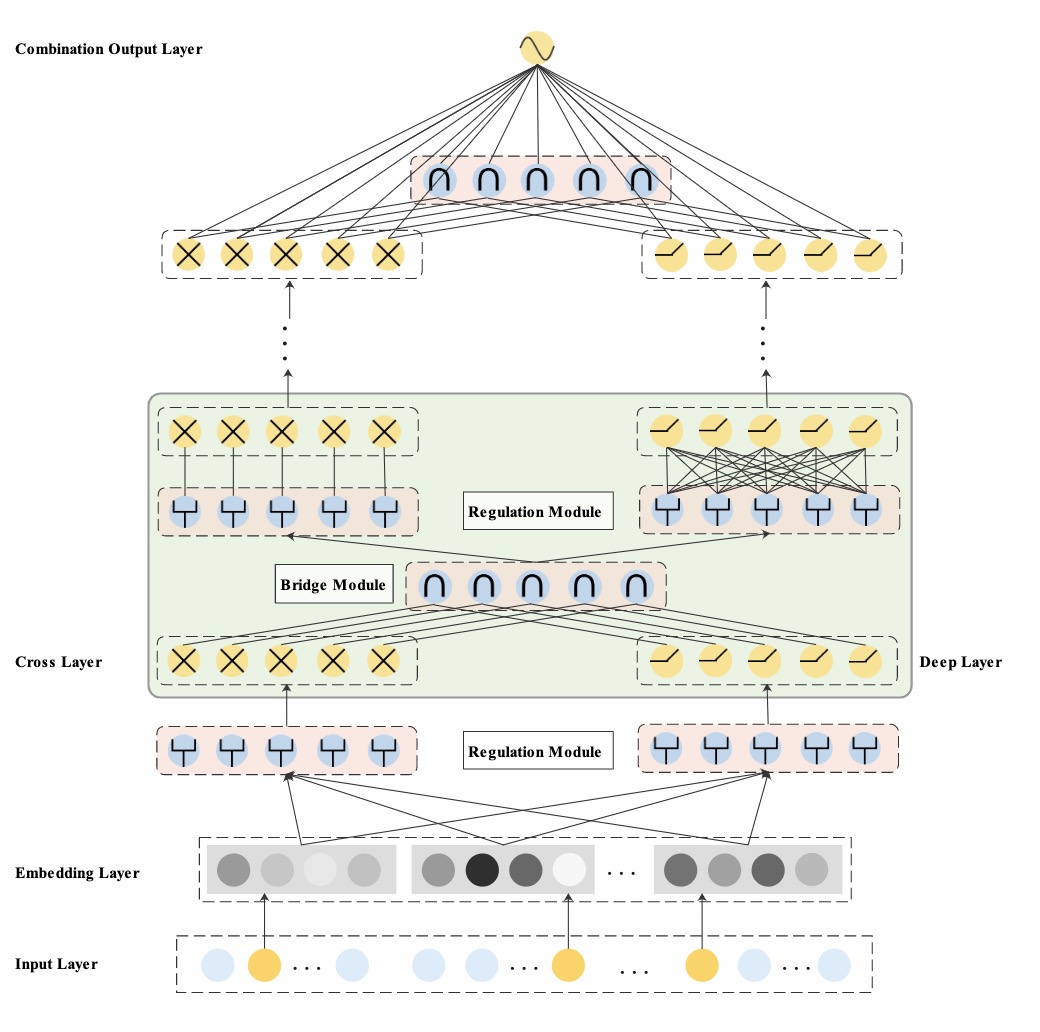 Combination Output Layer
Regulation Module
Bridge Module
Cross Layer
Deep Layer
Regulation Module
Embedding Layer
Input Layer